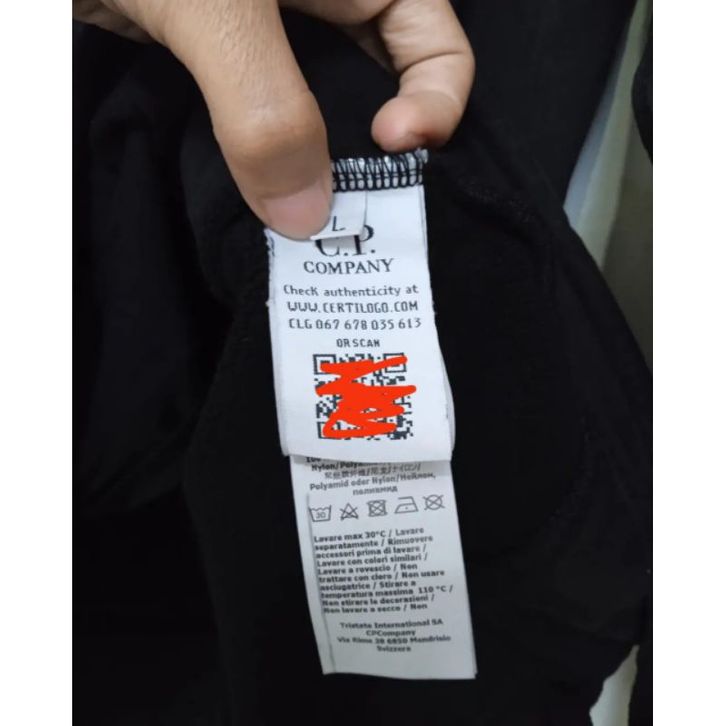 L
C.P.
COMPANY
Check authenticity at
WWW.CERTILOGO.COM
CLG 067 678 035 613
OR SCAN
Polyamid oder Nylon/Нейлон,
полиамид
30
Lavare max 30°C / Lavare
separatamente / Rimuovere
accessori prima di lavare /
Lavare con colori similari /
Lavare a rovescio / Non
trattare con cloro / Non usare
asciugatrice / Stirare a
temperatura massima 110 °C /
Non stirare le decorazioni /
Non lavare a secco / Non
Tristate International SA
CPCompany
Via Rime 38 6850 Mendrisio
Svizzera